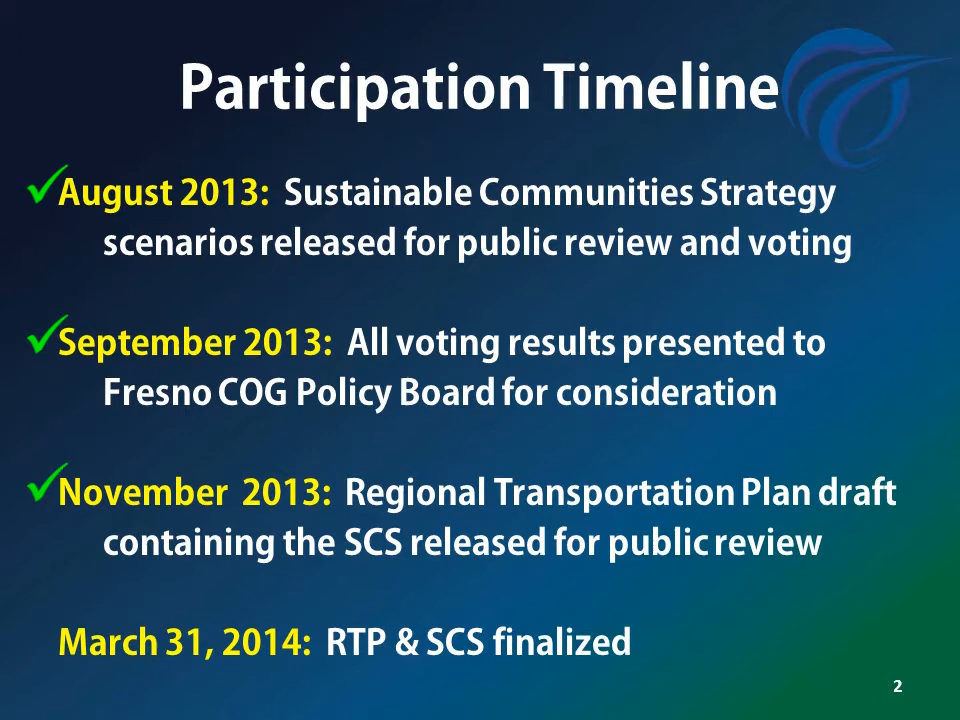 Participation Timeline
August 2013: Sustainable Communities Strategy
scenarios released for public review and voting
September 2013: All voting results presented to
Fresno COG Policy Board for consideration
November 2013: Regional Transportation Plan draft
containing the SCS released for public review
March 31, 2014: RTP & SCS finalized
2